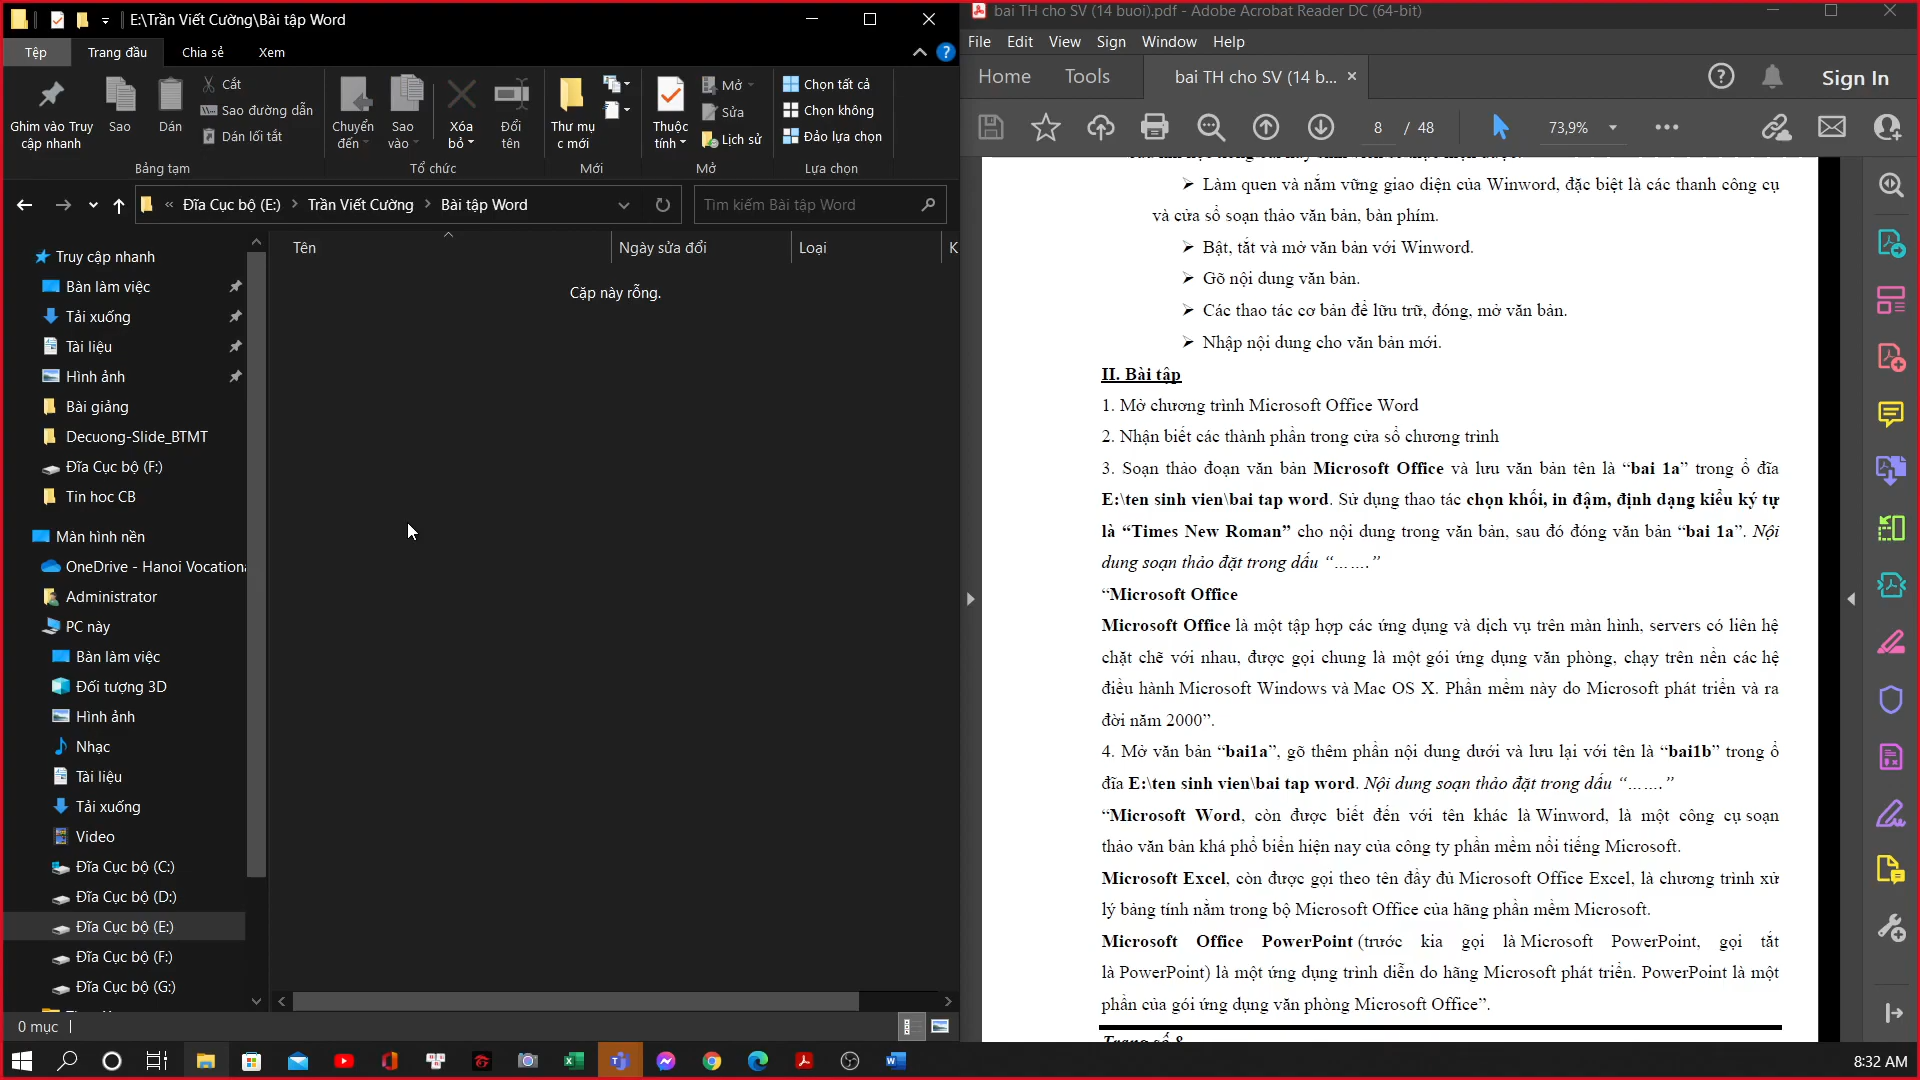 E:\Trần Viết Cường\Bài tập Word
Tệp
Trang đầu
Chia sẻ
Xem
Ghim vào Truy cập nhanh
Sao
Dán
Cắt
Sao đường dẫn
Dán lối tắt
Bảng tạm
Chuyển đến
Sao vào
Xóa bỏ
Đổi tên
Tổ chức
Thư mục mới
Mới
Thuộc tính
Mở
Sửa
Lịch sử
Mở
Chọn tất cả
Chọn không
Đảo lựa chọn
Lựa chọn
« Đĩa Cục bộ (E:) > Trần Viết Cường > Bài tập Word
Tìm kiếm Bài tập Word
Tên
Ngày sửa đổi
Loại
K
Cặp này rỗng.
Truy cập nhanh
Bàn làm việc
Tải xuống
Tài liệu
Hình ảnh
Bài giảng
Decuong-Slide_BTMT
Đĩa Cục bộ (F:)
Tin hoc CB
Màn hình nền
OneDrive - Hanoi Vocationa
Administrator
PC này
Bàn làm việc
Đối tượng 3D
Hình ảnh
Nhạc
Tài liệu
Tải xuống
Video
Đĩa Cục bộ (C:)
Đĩa Cục bộ (D:)
Đĩa Cục bộ (E:)
Đĩa Cục bộ (F:)
Đĩa Cục bộ (G:)
0 mục
bai TH cho SV (14 buoi).pdf - Adobe Acrobat Reader DC (64-bit)
File Edit View Sign Window Help
Home
Tools
bai TH cho SV (14 b...
Sign In
8 / 48
73,9%
➢ Làm quen và nắm vững giao diện của Winword, đặc biệt là các thanh công cụ
và cửa sổ soạn thảo văn bản, bàn phím.
➢ Bật, tắt và mở văn bản với Winword.
➢ Gõ nội dung văn bản.
➢ Các thao tác cơ bản để lưu trữ, đóng, mở văn bản.
➢ Nhập nội dung cho văn bản mới.
II. Bài tập
1. Mở chương trình Microsoft Office Word
2. Nhận biết các thành phần trong cửa sổ chương trình
3. Soạn thảo đoạn văn bản Microsoft Office và lưu văn bản tên là “bai 1a” trong ổ đĩa
E:\ten sinh vien\bai tap word. Sử dụng thao tác chọn khối, in đậm, định dạng kiểu ký tự
là “Times New Roman” cho nội dung trong văn bản, sau đó đóng văn bản “bai 1a”. Nội
dung soạn thảo đặt trong dấu “…….”
“Microsoft Office
Microsoft Office là một tập hợp các ứng dụng và dịch vụ trên màn hình, servers có liên hệ
chặt chẽ với nhau, được gọi chung là một gói ứng dụng văn phòng, chạy trên nền các hệ
điều hành Microsoft Windows và Mac OS X. Phần mềm này do Microsoft phát triển và ra
đời năm 2000”.
4. Mở văn bản “bai1a”, gõ thêm phần nội dung dưới và lưu lại với tên là “bai1b” trong ổ
đĩa E:\ten sinh vien\bai tap word. Nội dung soạn thảo đặt trong dấu “…….”
“Microsoft Word, còn được biết đến với tên khác là Winword, là một công cụ soạn
thảo văn bản khá phổ biến hiện nay của công ty phần mềm nổi tiếng Microsoft.
Microsoft Excel, còn được gọi theo tên đầy đủ Microsoft Office Excel, là chương trình xử
lý bảng tính nằm trong bộ Microsoft Office của hãng phần mềm Microsoft.
Microsoft Office PowerPoint (trước kia gọi là Microsoft PowerPoint, gọi tắt
là PowerPoint) là một ứng dụng trình diễn do hãng Microsoft phát triển. PowerPoint là một
phần của gói ứng dụng văn phòng Microsoft Office”.
Trang số 8
8:32 AM